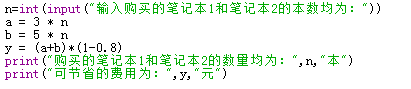 n=int(input("输入购买的笔记本1和笔记本2的本数均为："))
a = 3 * n
b = 5 * n
y = (a+b)*(1-0.8)
print("购买的笔记本1和笔记本2的数量均为：",n,"本")
print("可节省的费用为：",y,"元")